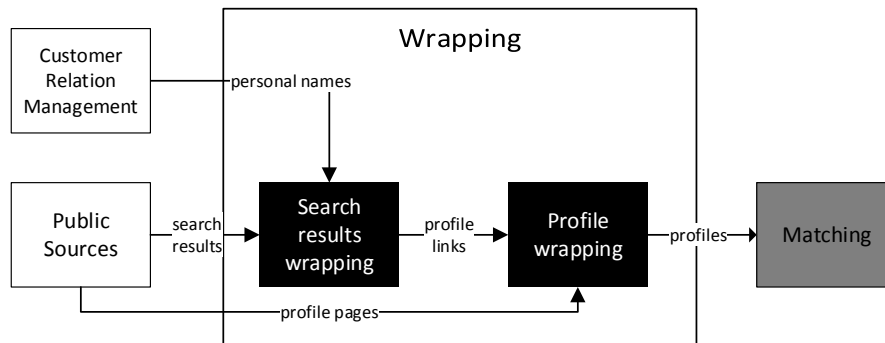 Wrapping
Customer
Relation
Management
personal names
Public
Sources
search
results
Search
results
wrapping
profile
links
Profile
wrapping
profiles
Matching
profile pages